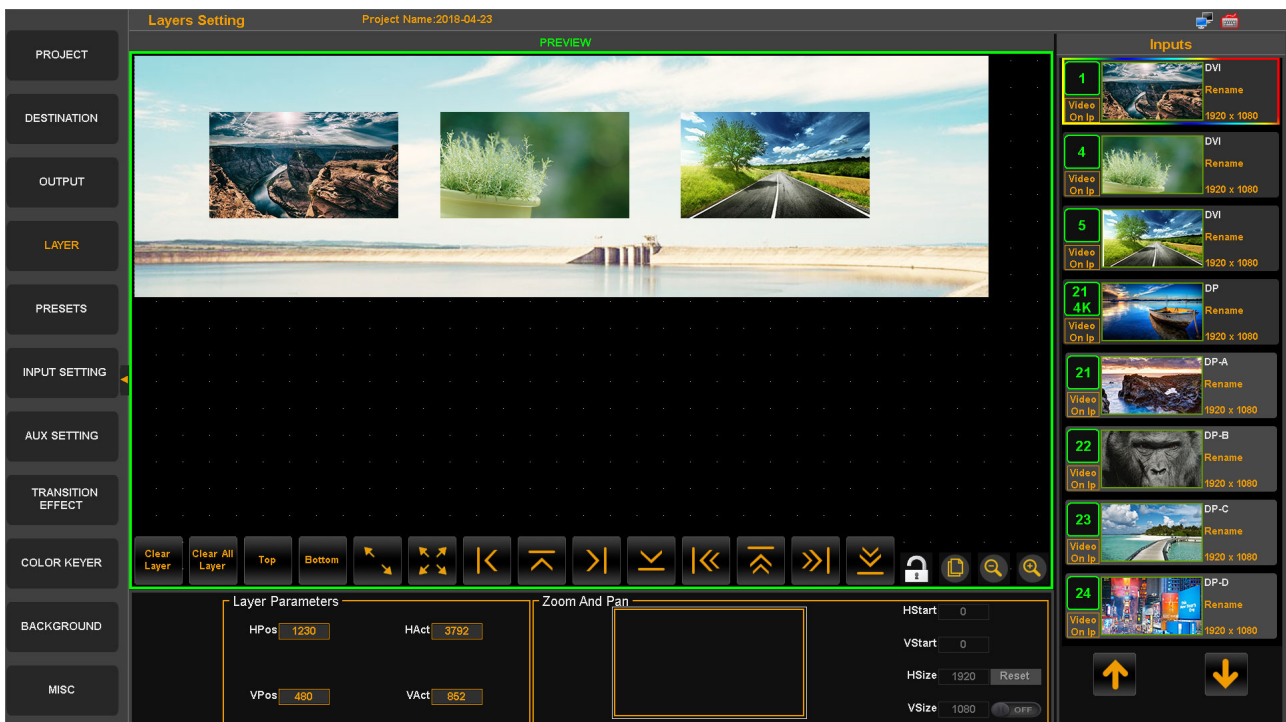 Layers Setting
Project Name:2018-04-23
PROJECT
DESTINATION
OUTPUT
LAYER
PRESETS
INPUT SETTING
AUX SETTING
TRANSITION
EFFECT
COLOR KEYER
BACKGROUND
MISC
PREVIEW
Clear
Layer
Clear All
Layer
Top
Bottom
Layer Parameters
HPos 1230
HAct 3792
VPos 480
VAct 852
Zoom And Pan
HStart 0
VStart 0
HSize 1920 Reset
VSize 1080 OFF
Inputs
1
DVI
Rename
Video
On Ip
1920 x 1080
4
DVI
Rename
Video
On Ip
1920 x 1080
5
DVI
Rename
Video
On Ip
1920 x 1080
21
4K
DP
Rename
Video
On Ip
1920 x 1080
21
DP-A
Rename
Video
On Ip
1920 x 1080
22
DP-B
Rename
Video
On Ip
1920 x 1080
23
DP-C
Rename
Video
On Ip
1920 x 1080
24
DP-D
Rename
Video
On Ip
1920 x 1080